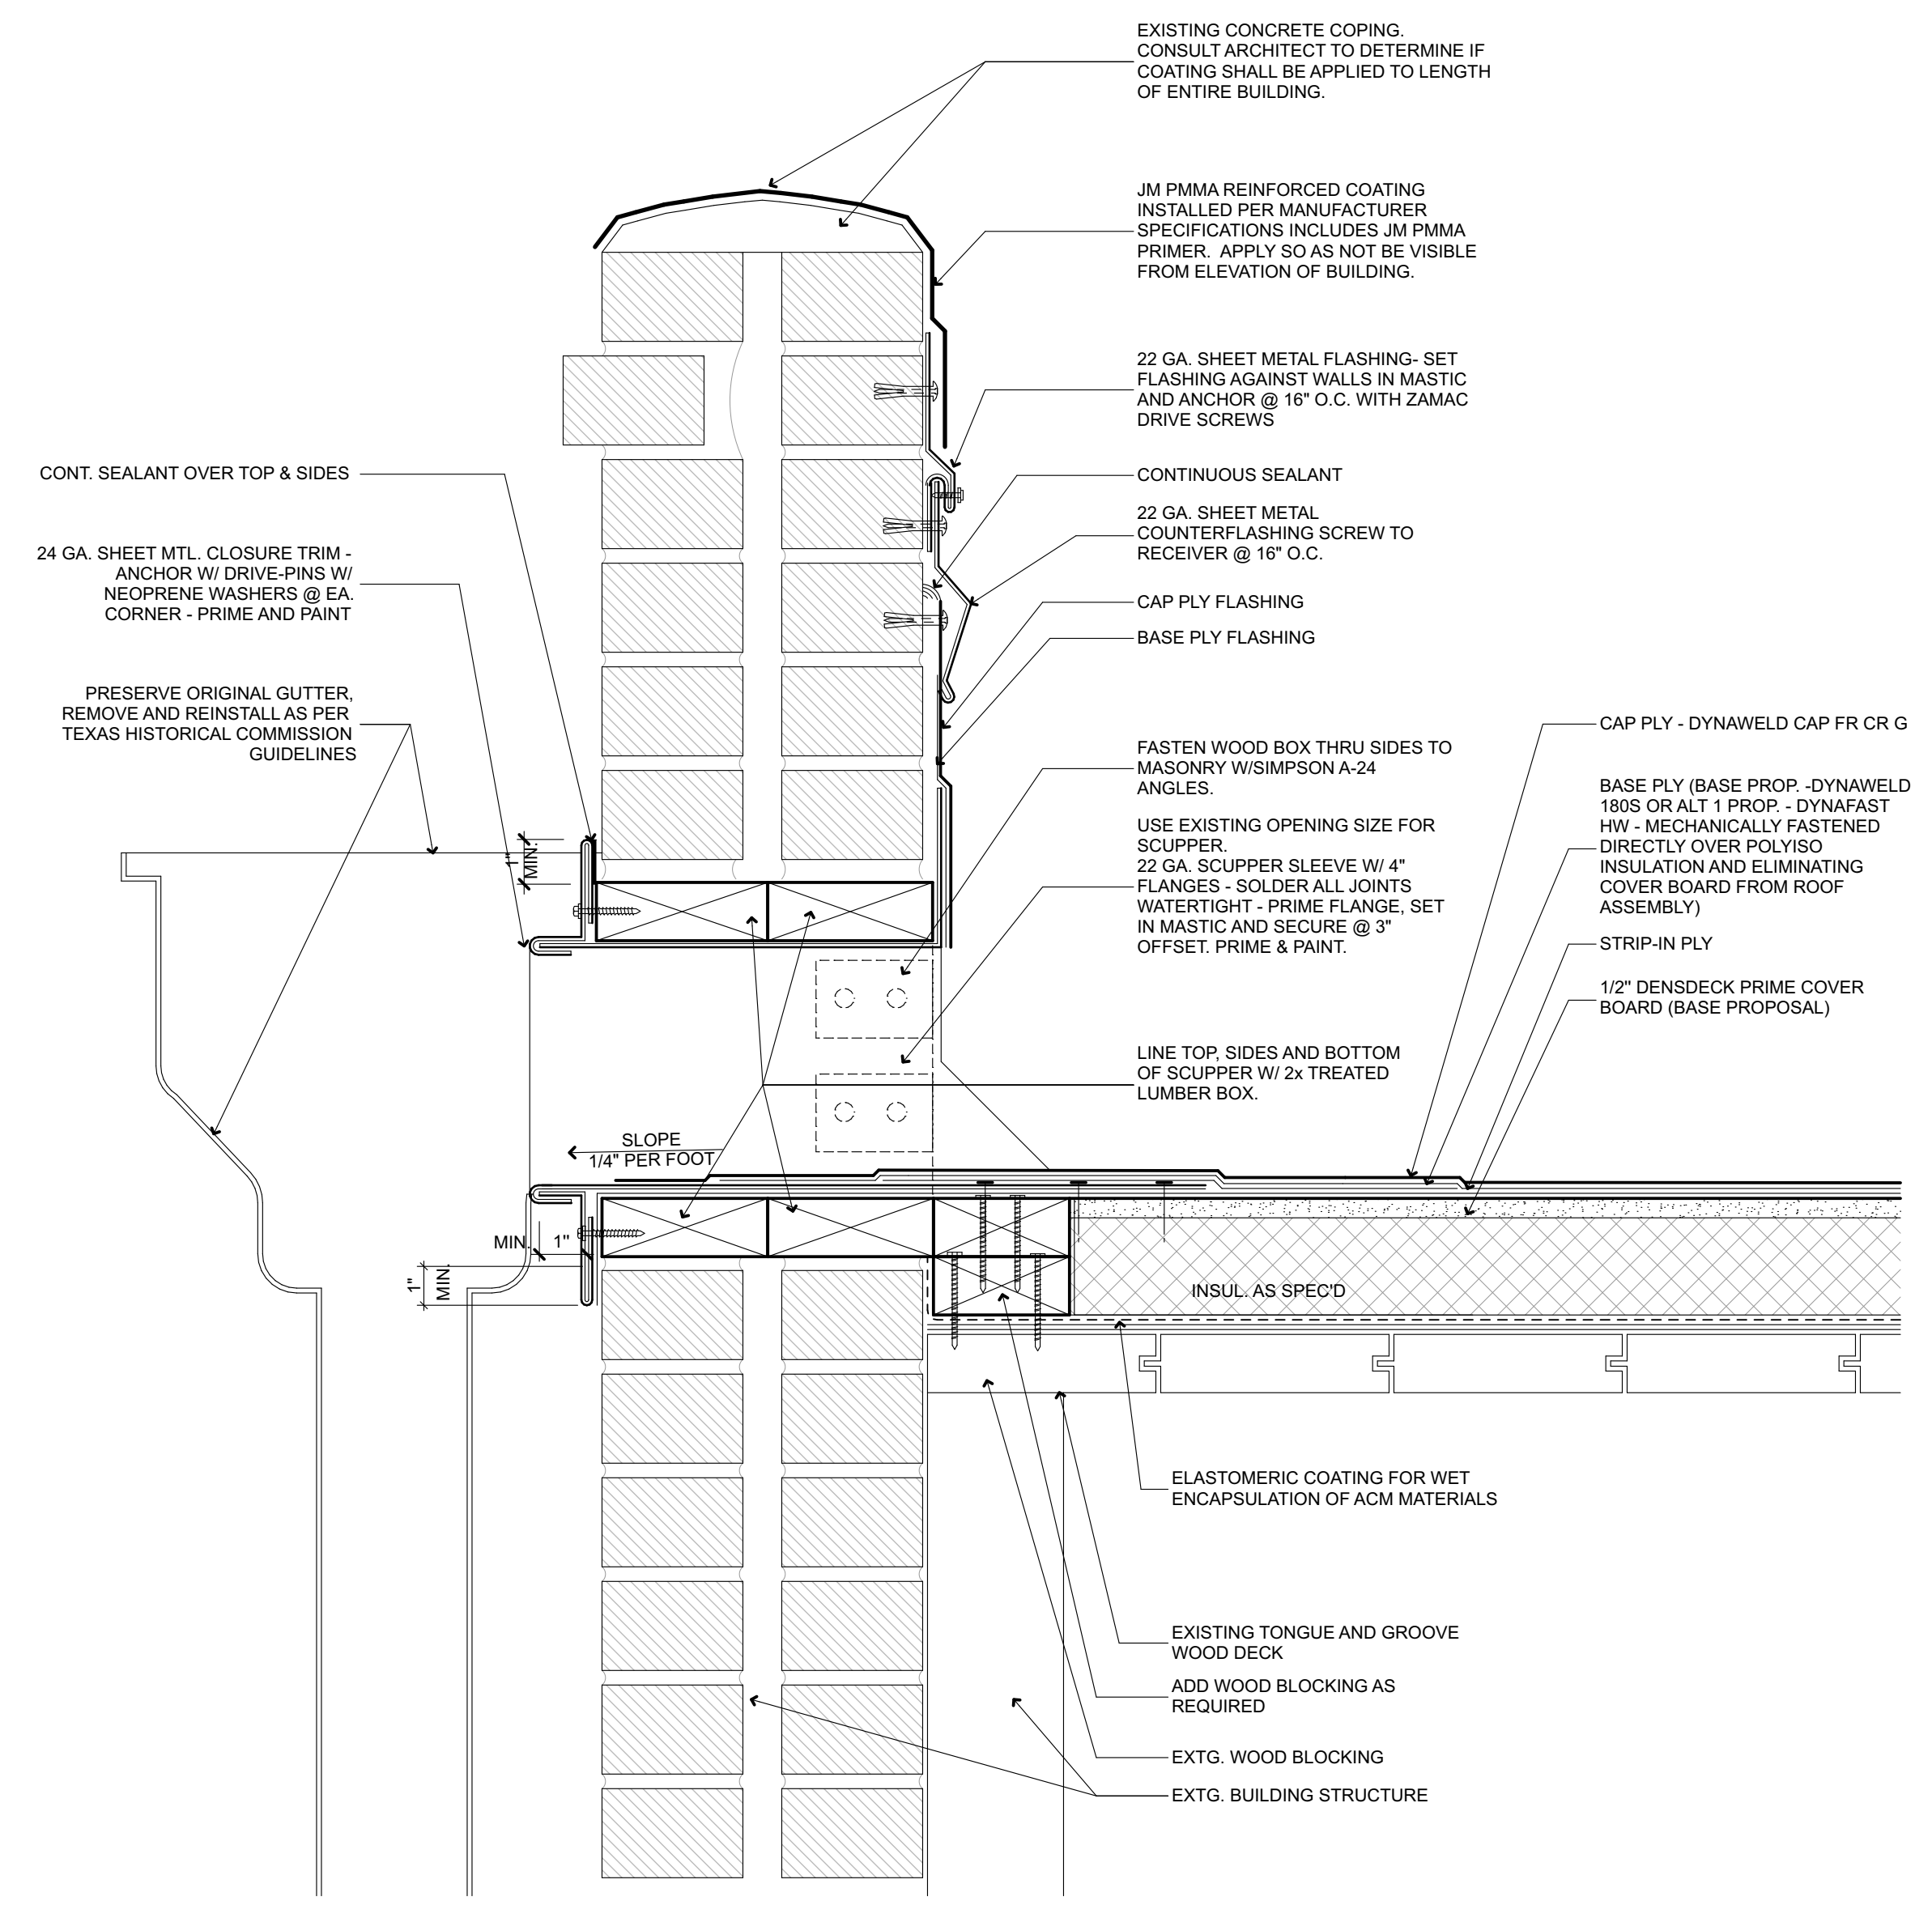 EXISTING CONCRETE COPING.
CONSULT ARCHITECT TO DETERMINE IF
COATING SHALL BE APPLIED TO LENGTH
OF ENTIRE BUILDING.
JM PMMA REINFORCED COATING
INSTALLED PER MANUFACTURER
SPECIFICATIONS INCLUDES JM PMMA
PRIMER. APPLY SO AS NOT BE VISIBLE
FROM ELEVATION OF BUILDING.
22 GA. SHEET METAL FLASHING- SET
FLASHING AGAINST WALLS IN MASTIC
AND ANCHOR @ 16" O.C. WITH ZAMAC
DRIVE SCREWS
CONTINUOUS SEALANT
22 GA. SHEET METAL
COUNTERFLASHING SCREW TO
RECEIVER @ 16" O.C.
CAP PLY FLASHING
BASE PLY FLASHING
CONT. SEALANT OVER TOP & SIDES
24 GA. SHEET MTL. CLOSURE TRIM -
ANCHOR W/ DRIVE-PINS W/
NEOPRENE WASHERS @ EA.
CORNER - PRIME AND PAINT
PRESERVE ORIGINAL GUTTER,
REMOVE AND REINSTALL AS PER
TEXAS HISTORICAL COMMISSION
GUIDELINES
FASTEN WOOD BOX THRU SIDES TO
MASONRY W/SIMPSON A-24
ANGLES.
USE EXISTING OPENING SIZE FOR
SCUPPER.
22 GA. SCUPPER SLEEVE W/ 4"
FLANGES - SOLDER ALL JOINTS
WATERTIGHT - PRIME FLANGE, SET
IN MASTIC AND SECURE @ 3"
OFFSET. PRIME & PAINT.
LINE TOP, SIDES AND BOTTOM
OF SCUPPER W/ 2x TREATED
LUMBER BOX.
CAP PLY - DYNAWELD CAP FR CR G
BASE PLY (BASE PROP. -DYNAWELD
180S OR ALT 1 PROP. - DYNAFAST
HW - MECHANICALLY FASTENED
DIRECTLY OVER POLYISO
INSULATION AND ELIMINATING
COVER BOARD FROM ROOF
ASSEMBLY)
STRIP-IN PLY
1/2" DENSDECK PRIME COVER
BOARD (BASE PROPOSAL)
1"
MIN.
SLOPE
1/4" PER FOOT
MIN. 1"
1"
MIN.
INSUL. AS SPEC'D
ELASTOMERIC COATING FOR WET
ENCAPSULATION OF ACM MATERIALS
EXISTING TONGUE AND GROOVE
WOOD DECK
ADD WOOD BLOCKING AS
REQUIRED
EXTG. WOOD BLOCKING
EXTG. BUILDING STRUCTURE